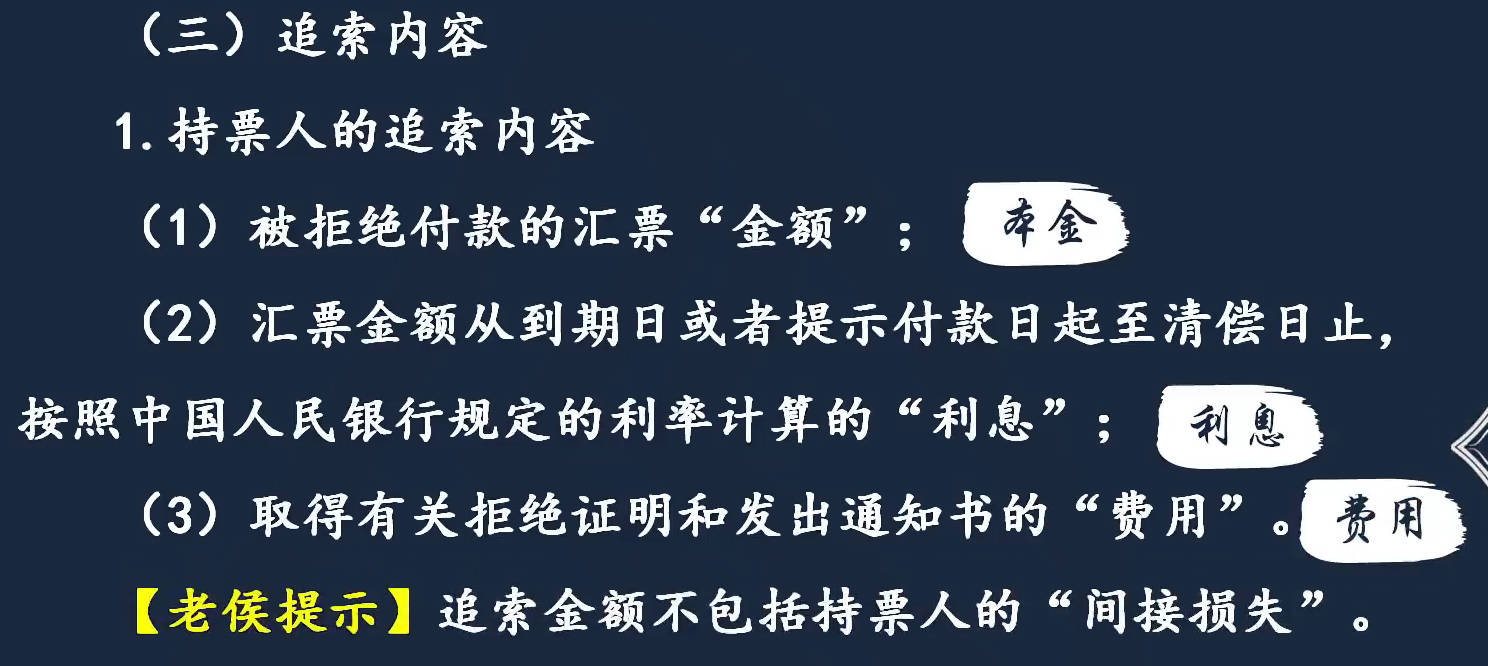 （三）追索内容
1.持票人的追索内容
（1）被拒绝付款的汇票“金额”； 本金
（2）汇票金额从到期日或者提示付款日起至清偿日止，
按照中国人民银行规定的利率计算的“利息”； 利息
（3）取得有关拒绝证明和发出通知书的“费用”。 费用
【老侯提示】追索金额不包括持票人的“间接损失”。